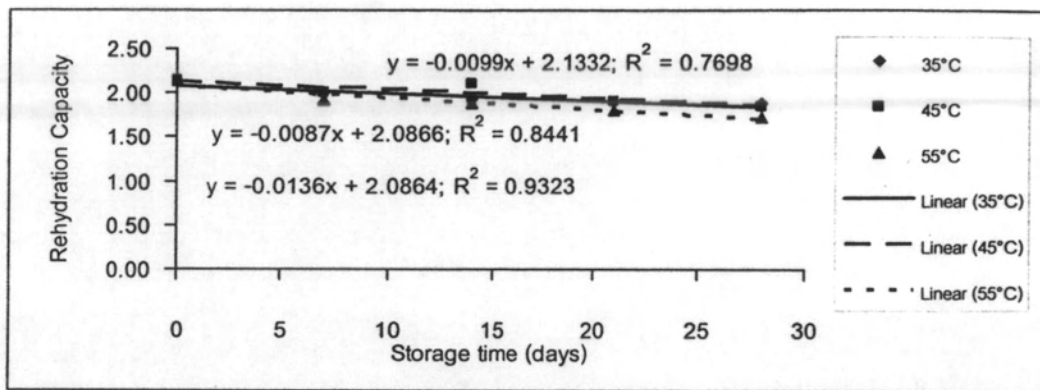 2.50
2.00
1.50
1.00
0.50
0.00
Rehydration Capacity
y = -0.0099x + 2.1332; R² = 0.7698
y = -0.0087x + 2.0866; R² = 0.8441
y = -0.0136x + 2.0864; R² = 0.9323
0 5 10 15 20 25 30
Storage time (days)
35°C
45°C
55°C
Linear (35°C)
Linear (45°C)
Linear (55°C)